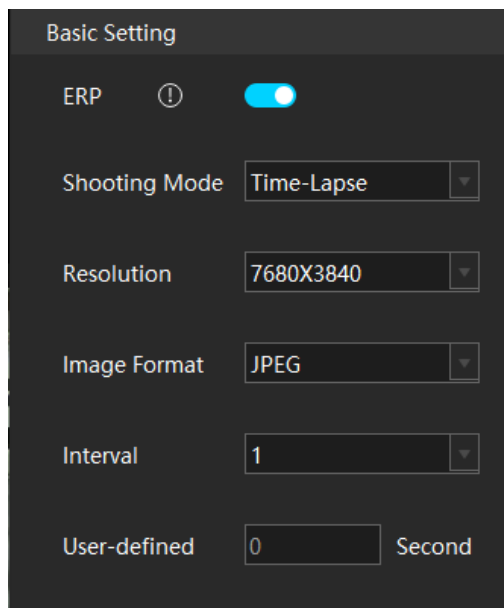 Basic Setting
ERP
Shooting Mode Time-Lapse
Resolution 7680X3840
Image Format JPEG
Interval 1
User-defined 0 Second